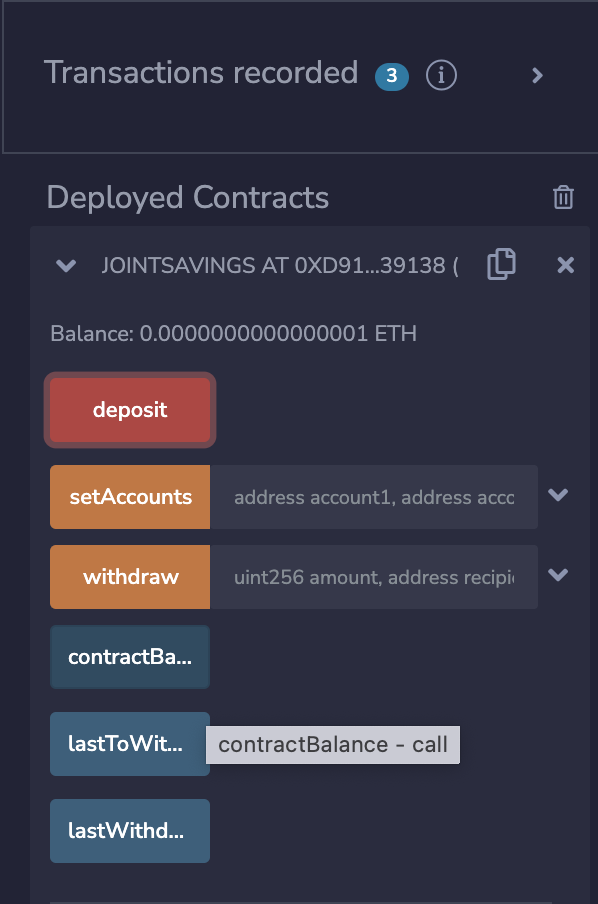 Transactions recorded 3 i
Deployed Contracts
JOINTSAVINGS AT 0XD91...39138 (
Balance: 0.0000000000000001 ETH
deposit
setAccounts address account1, address acco
withdraw uint256 amount, address recipi
contractBa...
lastToWit... contractBalance - call
lastWithd...